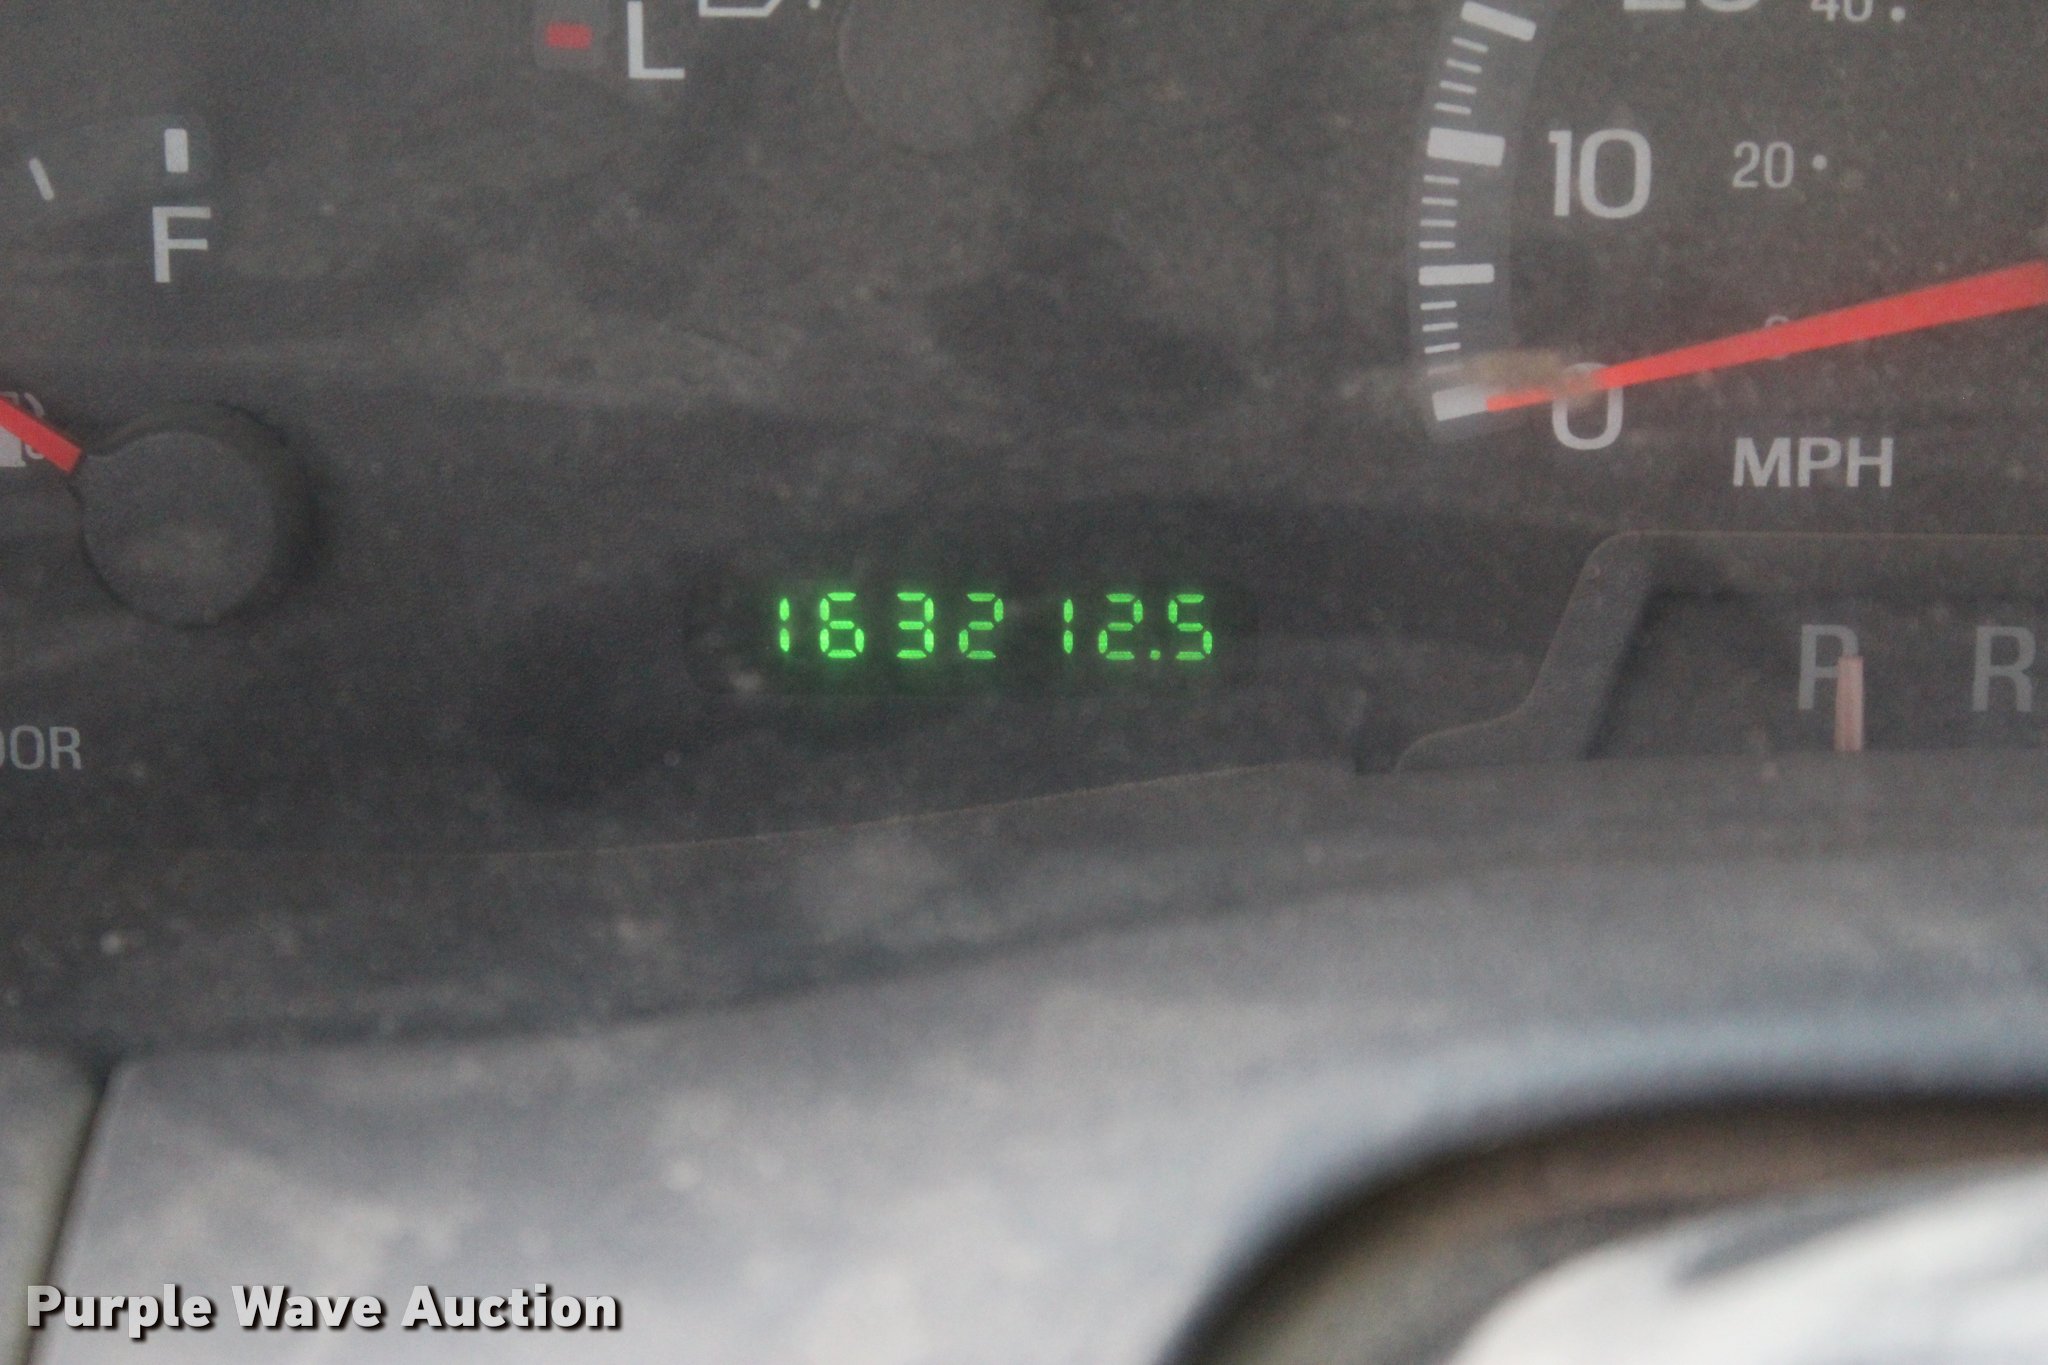 L
40
F
10
20
0
MPH
163212.5
P R
OOR
Purple Wave Auction